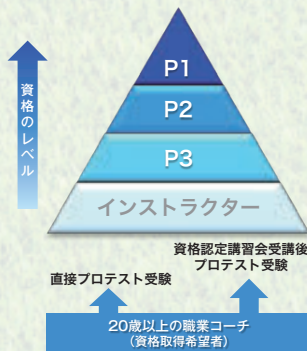 P1
P2
P3
インストラクター
資格のレベル
資格認定講習会受講後
プロテスト受験
直接プロテスト受験
20歳以上の職業コーチ
(資格取得希望者)